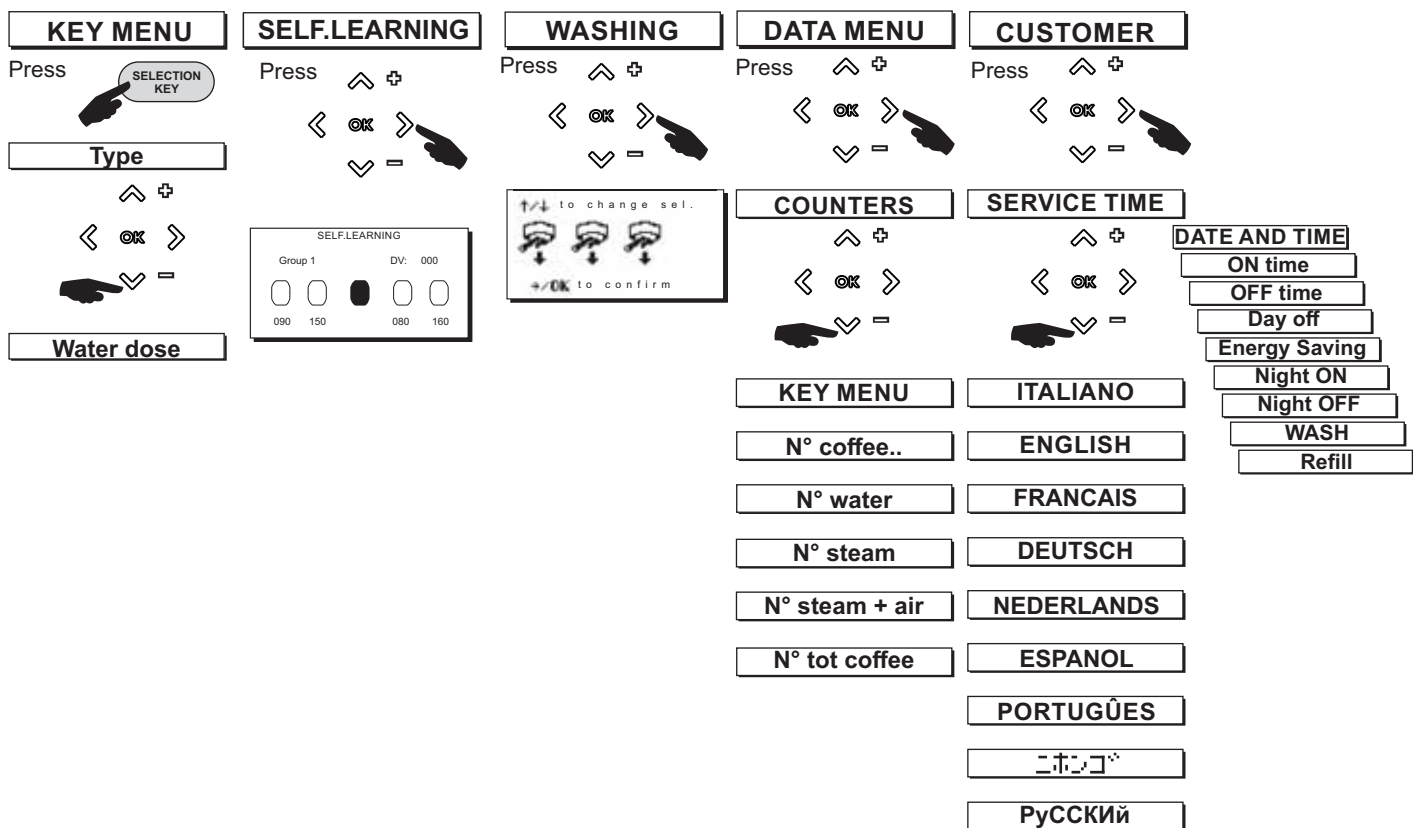 KEY MENU
Press
SELECTION
KEY
Type
OK
Water dose
SELF.LEARNING
Press
OK
SELF.LEARNING
Group 1 DV: 000
090 150 080 160
WASHING
Press
OK
↑/↓ to change sel.
→/OK to confirm
DATA MENU
Press
OK
COUNTERS
OK
KEY MENU
N° coffee..
N° water
N° steam
N° steam + air
N° tot coffee
CUSTOMER
Press
OK
SERVICE TIME
OK
ITALIANO
ENGLISH
FRANCAIS
DEUTSCH
NEDERLANDS
ESPANOL
PORTUGÛES
ニホンゴ
РуССКИй
DATE AND TIME
ON time
OFF time
Day off
Energy Saving
Night ON
Night OFF
WASH
Refill